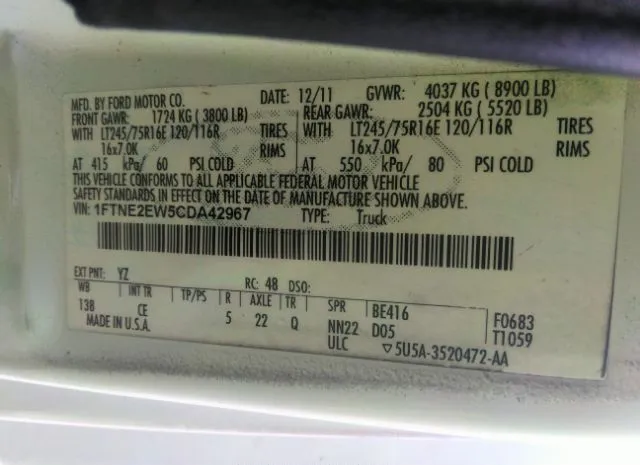 MFD. BY FORD MOTOR CO. DATE: 12/11 GVWR: 4037 KG ( 8900 LB)
FRONT GAWR: 1724 KG ( 3800 LB) REAR GAWR: 2504 KG ( 5520 LB)
WITH LT245/75R16E 120/116R TIRES WITH LT245/75R16E 120/116R TIRES
16x7.0K RIMS 16x7.0K RIMS
AT 415 kPa/ 60 PSI COLD AT 550 kPa/ 80 PSI COLD
THIS VEHICLE CONFORMS TO ALL APPLICABLE FEDERAL MOTOR VEHICLE
SAFETY STANDARDS IN EFFECT ON THE DATE OF MANUFACTURE SHOWN ABOVE.
VIN: 1FTNE2EW5CDA42967 TYPE: Truck
EXT PNT: YZ RC: 48 DSO:
WB INT TR TP/PS R AXLE TR SPR BE416 F0683
138 CE 5 22 Q NN22 D05 T1059
MADE IN U.S.A. ULC ▽5U5A-3520472-AA